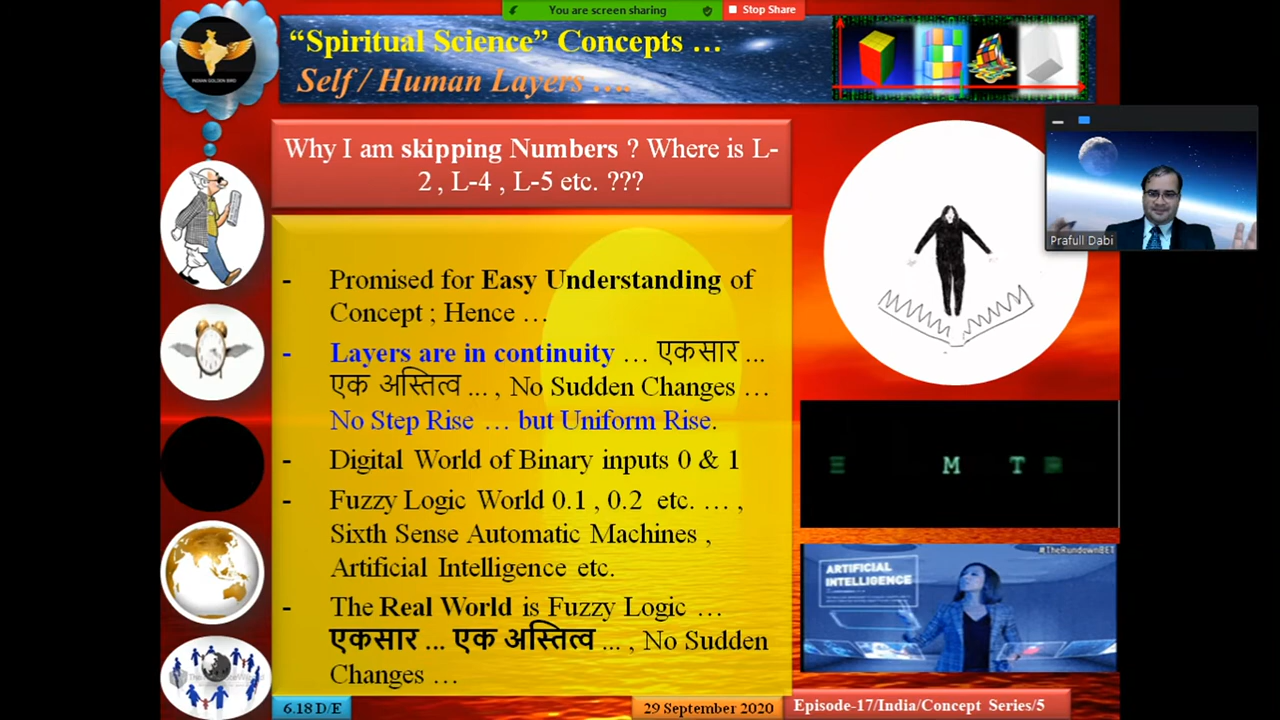 You are screen sharing
Stop Share
INDIAN GOLDEN BIRD
“Spiritual Science” Concepts …
Self / Human Layers ….
Why I am skipping Numbers ? Where is L-
2 , L-4 , L-5 etc. ???
- Promised for Easy Understanding of
Concept ; Hence …
- Layers are in continuity … एकसार ...
एक अस्तित्व ... , No Sudden Changes …
No Step Rise … but Uniform Rise.
- Digital World of Binary inputs 0 & 1
- Fuzzy Logic World 0.1 , 0.2 etc. … ,
Sixth Sense Automatic Machines ,
Artificial Intelligence etc.
- The Real World is Fuzzy Logic …
एकसार ... एक अस्तित्व ... , No Sudden
Changes …
Prafull Dabi
M T
#TheRundownBET
ARTIFICIAL
INTELLIGENCE
6.18 D/E
29 September 2020
Episode-17/India/Concept Series/5